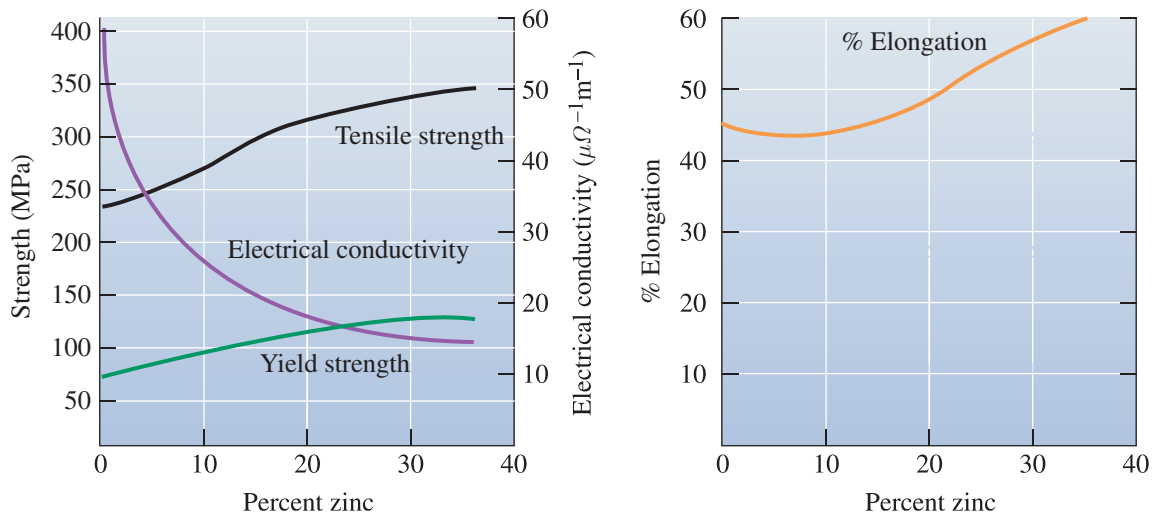 400
350
300
250
200
150
100
50
Strength (MPa)
Tensile strength
Electrical conductivity
Yield strength
60
50
40
30
20
10
Electrical conductivity (μΩ⁻¹m⁻¹)
0 10 20 30 40
Percent zinc
60
50
40
30
20
10
% Elongation
% Elongation
0 10 20 30 40
Percent zinc